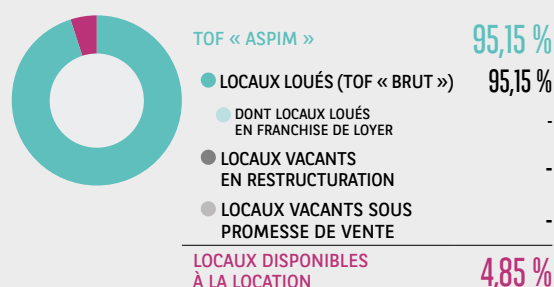 TOF « ASPIM » 95,15 %
LOCAUX LOUÉS (TOF « BRUT ») 95,15 %
DONT LOCAUX LOUÉS
EN FRANCHISE DE LOYER -
LOCAUX VACANTS
EN RESTRUCTURATION -
LOCAUX VACANTS SOUS
PROMESSE DE VENTE -
LOCAUX DISPONIBLES
À LA LOCATION 4,85 %